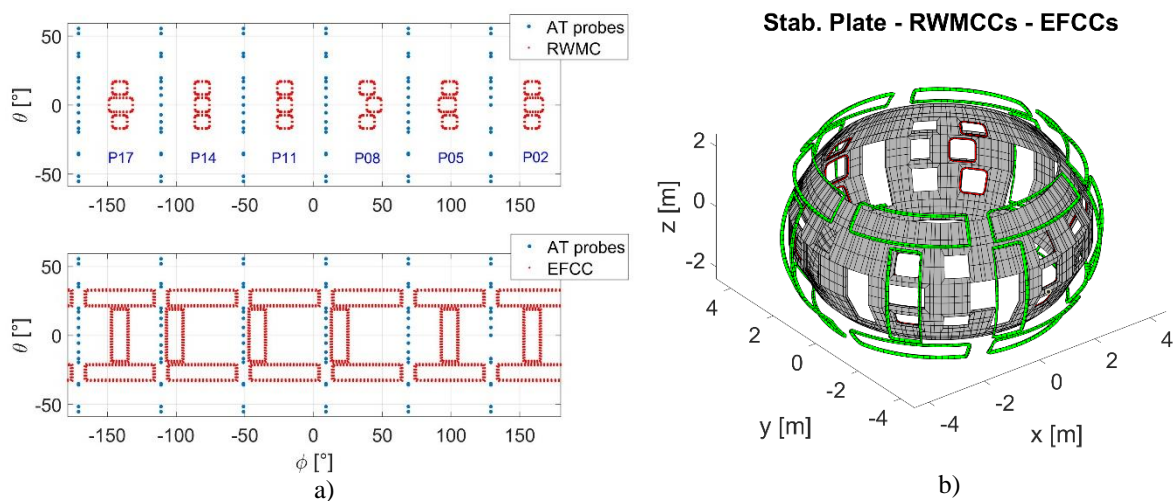 50
0
-50
θ [°]
AT probes
RWMC
P17
P14
P11
P08
P05
P02
-150
-100
-50
0
50
100
150
50
0
-50
θ [°]
AT probes
EFCC
-150
-100
-50
0
50
100
150
ϕ [°]
a)
Stab. Plate - RWMCCs - EFCCs
2
0
-2
z [m]
4
2
0
-2
-4
y [m]
-4
-2
0
2
4
x [m]
b)